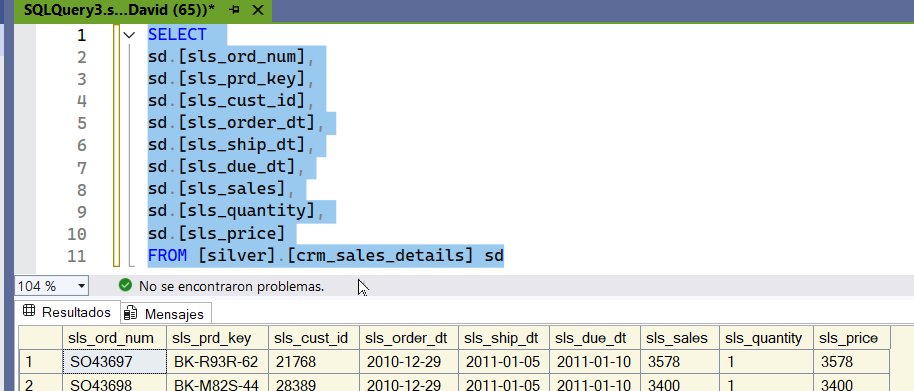 SQLQuery3.s...David (65))*
1 SELECT
2 sd.[sls_ord_num],
3 sd.[sls_prd_key],
4 sd.[sls_cust_id],
5 sd.[sls_order_dt],
6 sd.[sls_ship_dt],
7 sd.[sls_due_dt],
8 sd.[sls_sales],
9 sd.[sls_quantity],
10 sd.[sls_price]
11 FROM [silver].[crm_sales_details] sd
104 % No se encontraron problemas.
Resultados Mensajes
sls_ord_num sls_prd_key sls_cust_id sls_order_dt sls_ship_dt sls_due_dt sls_sales sls_quantity sls_price
1 SO43697 BK-R93R-62 21768 2010-12-29 2011-01-05 2011-01-10 3578 1 3578
2 SO43698 BK-M82S-44 28389 2010-12-29 2011-01-05 2011-01-10 3400 1 3400